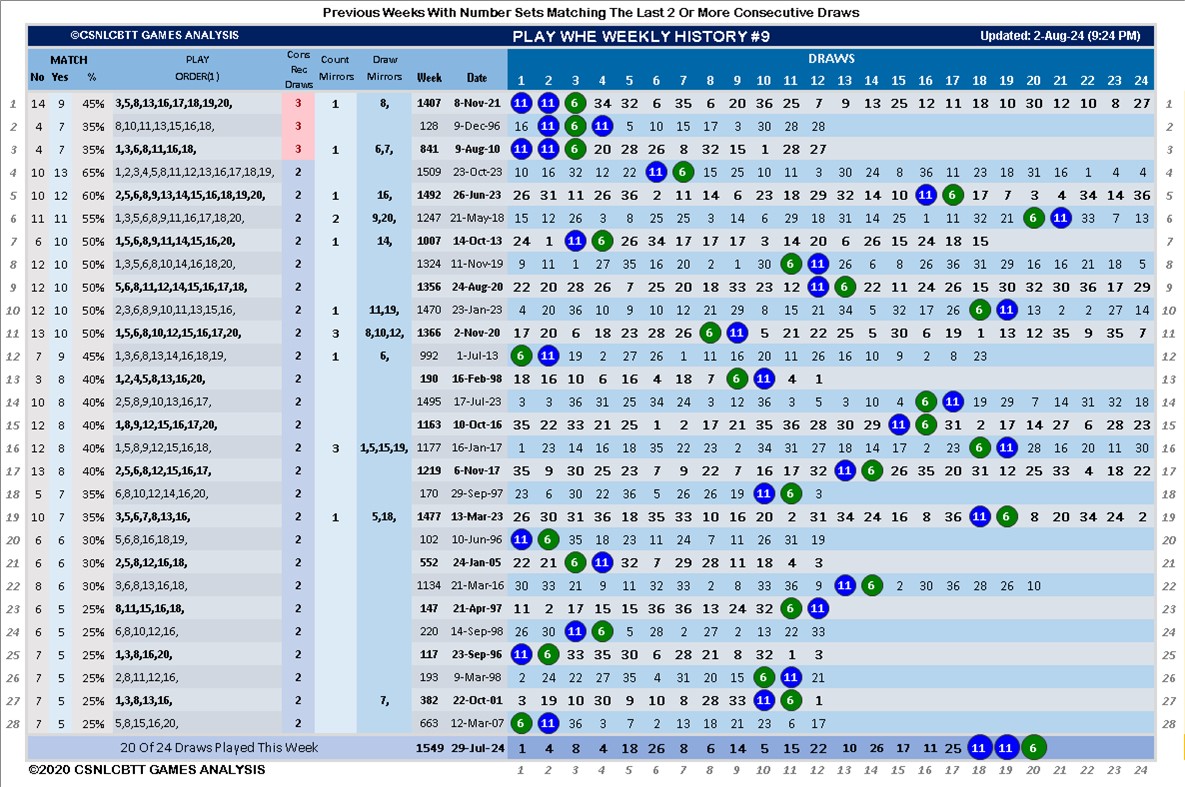 Previous Weeks With Number Sets Matching The Last 2 Or More Consecutive Draws
©CSNLCBTT GAMES ANALYSIS PLAY WHE WEEKLY HISTORY #9 Updated: 2-Aug-24 (9:24 PM)
MATCH PLAY Cons Count Draw DRAWS
No Yes % ORDER(1) Rec Draws Mirrors Mirrors Week Date 1 2 3 4 5 6 7 8 9 10 11 12 13 14 15 16 17 18 19 20 21 22 23 24
1 14 9 45% 3,5,8,13,16,17,18,19,20, 3 1 8, 1407 8-Nov-21 11 11 6 34 32 6 35 6 20 36 25 7 9 13 25 12 11 18 10 30 12 10 8 27 1
2 4 7 35% 8,10,11,13,15,16,18, 3 128 9-Dec-96 16 11 6 11 5 10 15 17 3 30 28 28 2
3 4 7 35% 1,3,6,8,11,16,18, 3 1 6,7, 841 9-Aug-10 11 11 6 20 28 26 8 32 15 1 28 27 3
4 10 13 65% 1,2,3,4,5,8,11,12,13,16,17,18,19, 2 1509 23-Oct-23 10 16 32 12 22 11 6 15 25 10 11 3 30 24 8 36 11 23 18 31 16 1 4 4 4
5 10 12 60% 2,5,6,8,9,13,14,15,16,18,19,20, 2 1 16, 1492 26-Jun-23 26 31 11 26 36 2 11 14 6 23 18 29 32 14 10 11 6 17 7 3 4 34 14 36 5
6 11 11 55% 1,3,5,6,8,9,11,16,17,18,20, 2 2 9,20, 1247 21-May-18 15 12 26 3 8 25 25 3 14 6 29 18 31 14 25 1 11 32 21 6 11 33 7 13 6
7 6 10 50% 1,5,6,8,9,11,14,15,16,20, 2 1 14, 1007 14-Oct-13 24 1 11 6 26 34 17 17 17 3 14 20 6 26 15 24 18 15 7
8 12 10 50% 1,3,5,6,8,10,14,16,18,20, 2 1324 11-Nov-19 9 11 1 27 35 16 20 2 1 30 6 11 26 6 8 26 36 31 29 16 16 21 18 5 8
9 12 10 50% 5,6,8,11,12,14,15,16,17,18, 2 1356 24-Aug-20 22 20 28 26 7 25 20 18 33 23 12 11 6 22 11 24 26 15 30 32 30 36 17 29 9
10 12 10 50% 2,3,6,8,9,10,11,13,15,16, 2 1 11,19, 1470 23-Jan-23 4 20 36 10 9 10 12 21 29 8 15 21 34 5 32 17 26 6 11 13 2 2 27 14 10
11 13 10 50% 1,5,6,8,10,12,15,16,17,20, 2 3 8,10,12, 1366 2-Nov-20 17 20 6 18 23 28 26 6 11 5 21 22 25 5 30 6 19 1 13 12 35 9 35 7 11
12 7 9 45% 1,3,6,8,13,14,16,18,19, 2 1 6, 992 1-Jul-13 6 11 19 2 27 26 1 11 16 20 11 26 16 10 9 2 8 23 12
13 3 8 40% 1,2,4,5,8,13,16,20, 2 190 16-Feb-98 18 16 10 6 16 4 18 7 6 11 4 1 13
14 10 8 40% 2,5,8,9,10,13,16,17, 2 1495 17-Jul-23 3 3 36 31 25 34 24 3 12 36 3 5 3 10 4 6 11 19 29 7 14 31 32 18 14
15 12 8 40% 1,8,9,12,15,16,17,20, 2 1163 10-Oct-16 35 22 33 21 25 1 2 17 21 35 36 28 30 29 11 6 31 2 17 14 27 6 28 23 15
16 12 8 40% 1,5,8,9,12,15,16,18, 2 3 1,5,15,19, 1177 16-Jan-17 1 23 14 16 18 35 22 23 2 34 31 27 18 14 17 2 23 6 11 28 16 20 11 30 16
17 13 8 40% 2,5,6,8,12,15,16,17, 2 1219 6-Nov-17 35 9 30 25 23 7 9 22 7 16 17 32 11 6 26 35 20 31 12 25 33 4 18 22 17
18 5 7 35% 6,8,10,12,14,16,20, 2 170 29-Sep-97 23 6 30 22 36 5 26 26 19 11 6 3 18
19 10 7 35% 3,5,6,7,8,13,16, 2 1 5,18, 1477 13-Mar-23 26 30 31 36 18 35 33 10 16 20 2 31 34 24 16 8 36 11 6 8 20 34 24 2 19
20 6 6 30% 5,6,8,16,18,19, 2 102 10-Jun-96 11 6 35 18 23 11 24 7 11 26 31 19 20
21 6 6 30% 2,5,8,12,16,18, 2 552 24-Jan-05 22 21 6 11 32 7 29 28 11 18 4 3 21
22 8 6 30% 3,6,8,13,16,18, 2 1134 21-Mar-16 30 33 21 9 11 32 33 2 8 33 36 9 11 6 2 30 36 28 26 10 22
23 6 5 25% 8,11,15,16,18, 2 147 21-Apr-97 11 2 17 15 15 36 36 13 24 32 6 11 23
24 6 5 25% 6,8,10,12,16, 2 220 14-Sep-98 26 30 11 6 5 28 2 27 2 13 22 33 24
25 7 5 25% 1,3,8,16,20, 2 117 23-Sep-96 11 6 33 35 30 6 28 21 8 32 1 3 25
26 7 5 25% 2,8,11,12,16, 2 193 9-Mar-98 2 24 22 27 35 4 31 20 15 6 11 21 26
27 7 5 25% 1,3,8,13,16, 2 7, 382 22-Oct-01 3 19 10 30 9 10 8 28 33 11 6 1 27
28 7 5 25% 5,8,15,16,20, 2 663 12-Mar-07 6 11 36 3 7 2 13 18 21 23 6 17 28
20 Of 24 Draws Played This Week 1549 29-Jul-24 1 4 8 4 18 26 8 6 14 5 15 22 10 26 17 11 25 11 11 6
©2020 CSNLCBTT GAMES ANALYSIS 1 2 3 4 5 6 7 8 9 10 11 12 13 14 15 16 17 18 19 20 21 22 23 24